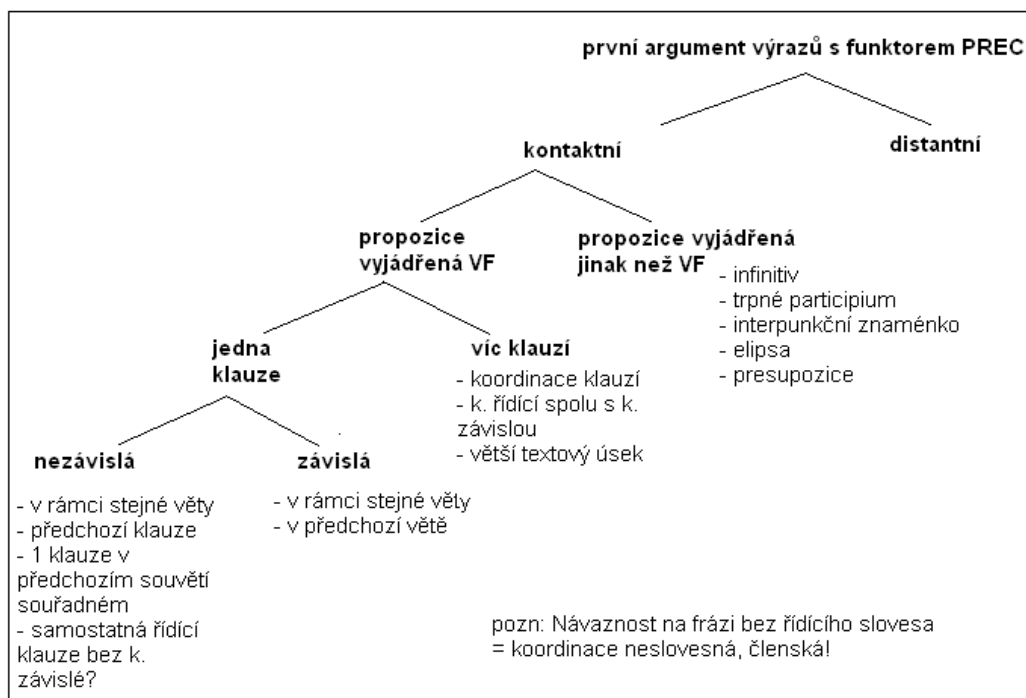 první argument výrazů s funktorem PREC
kontaktní
distantní
propozice
vyjádřená VF
propozice vyjádřená
jinak než VF
- infinitiv
- trpné participium
- interpunkční znaménko
- elipsa
- presupozice
jedna
klauze
víc klauzí
- koordinace klauzí
- k. řídící spolu s k.
závislou
- větší textový úsek
nezávislá
- v rámci stejné věty
- předchozí klauze
- 1 klauze v
předchozím souvětí
souřadném
- samostatná řídící
klauze bez k.
závislé?
závislá
- v rámci stejné věty
- v předchozí větě
pozn: Návaznost na frázi bez řídícího slovesa
= koordinace neslovesná, členská!